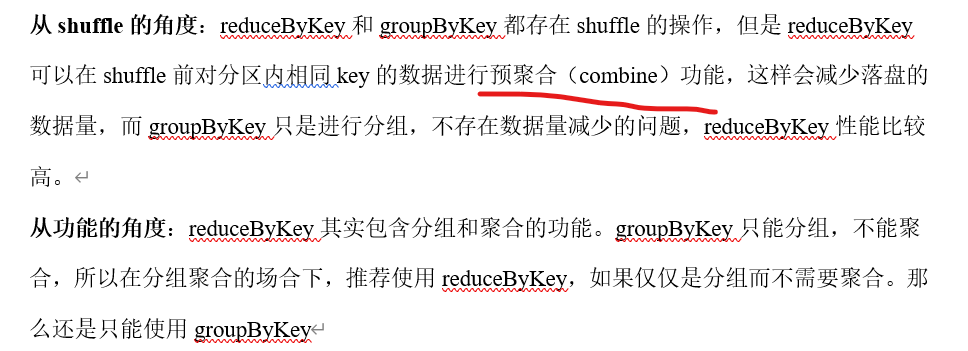 从 shuffle 的角度：reduceByKey 和 groupByKey 都存在 shuffle 的操作，但是 reduceByKey
可以在 shuffle 前对分区内相同 key 的数据进行预聚合（combine）功能，这样会减少落盘的
数据量，而 groupByKey 只是进行分组，不存在数据量减少的问题，reduceByKey 性能比较
高。
从功能的角度：reduceByKey 其实包含分组和聚合的功能。groupByKey 只能分组，不能聚
合，所以在分组聚合的场合下，推荐使用 reduceByKey，如果仅仅是分组而不需要聚合。那
么还是只能使用 groupByKey